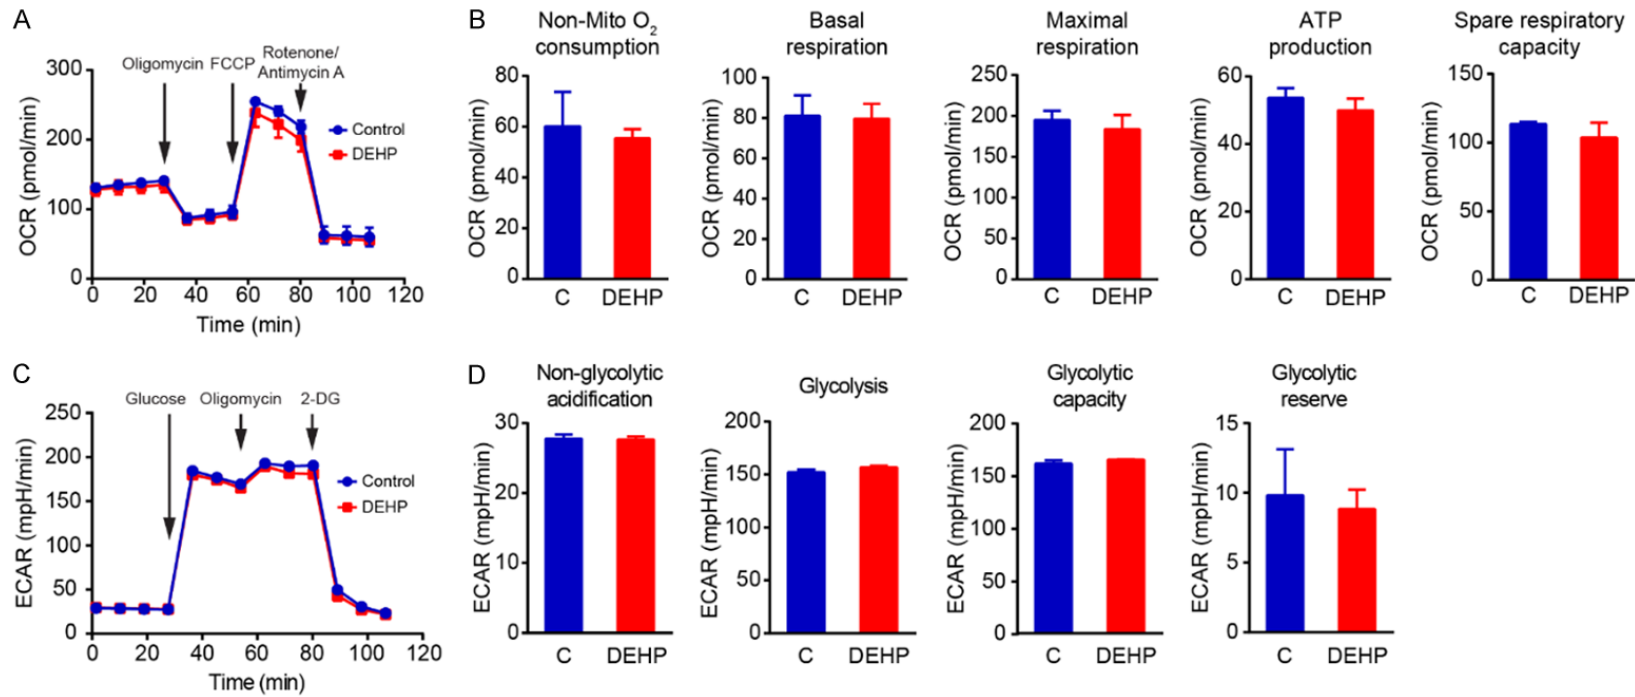 A
Oligomycin FCCP Rotenone/
Antimycin A
OCR (pmol/min)
300
200
100
0
0 20 40 60 80 100 120
Time (min)
Control
DEHP
B
Non-Mito O2
consumption
OCR (pmol/min)
80
60
40
20
0
C DEHP
Basal
respiration
OCR (pmol/min)
100
80
60
40
20
0
C DEHP
Maximal
respiration
OCR (pmol/min)
250
200
150
100
50
0
C DEHP
ATP
production
OCR (pmol/min)
60
40
20
0
C DEHP
Spare respiratory
capacity
OCR (pmol/min)
150
100
50
0
C DEHP
C
Glucose Oligomycin 2-DG
ECAR (mpH/min)
250
200
150
100
50
0
0 20 40 60 80 100 120
Time (min)
Control
DEHP
D
Non-glycolytic
acidification
ECAR (mpH/min)
30
20
10
0
C DEHP
Glycolysis
ECAR (mpH/min)
200
150
100
50
0
C DEHP
Glycolytic
capacity
ECAR (mpH/min)
200
150
100
50
0
C DEHP
Glycolytic
reserve
ECAR (mpH/min)
15
10
5
0
C DEHP